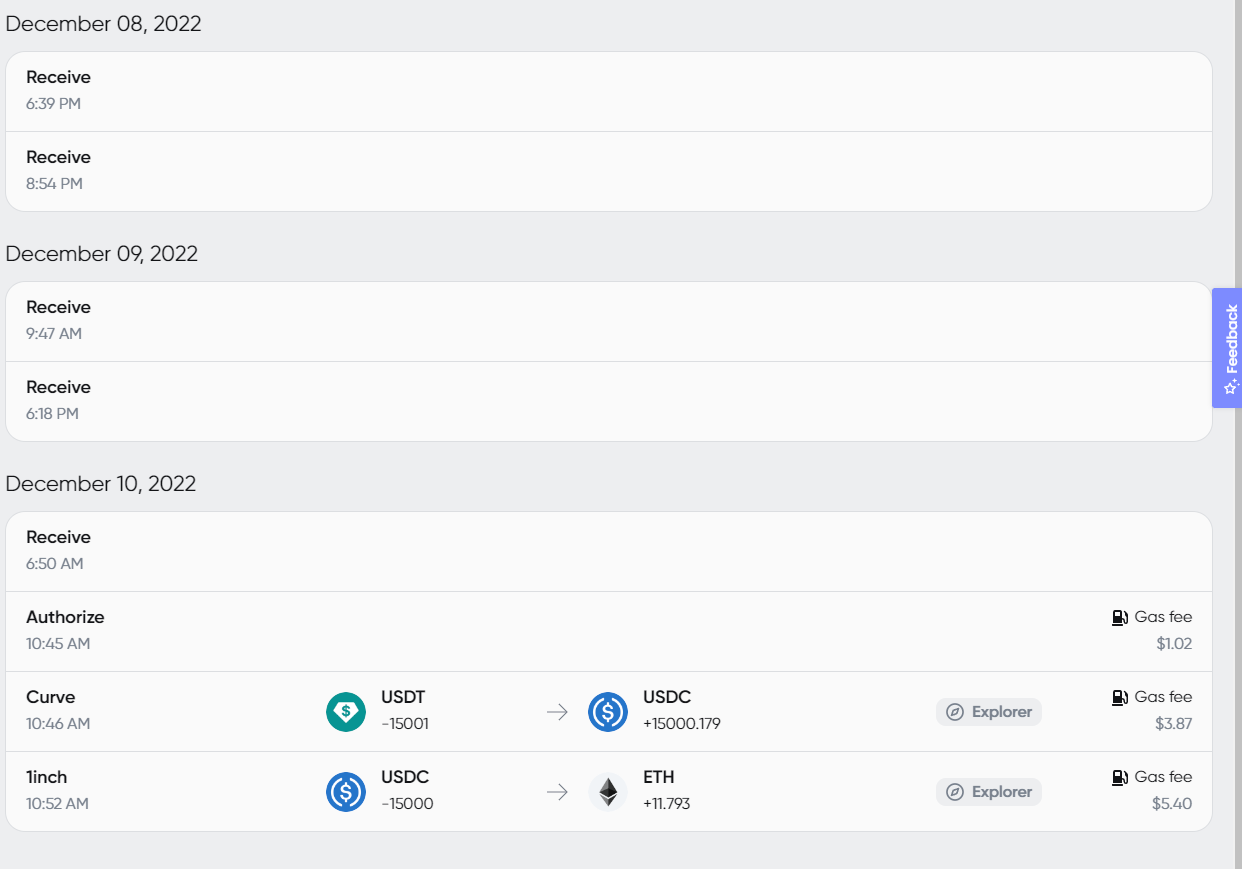 December 08, 2022
Receive
6:39 PM
Receive
8:54 PM
December 09, 2022
Receive
9:47 AM
Receive
6:18 PM
Feedback
December 10, 2022
Receive
6:50 AM
Authorize
10:45 AM
Gas fee
$1.02
Curve
10:46 AM
USDT
-15001
USDC
+15000.179
Explorer
Gas fee
$3.87
1inch
10:52 AM
USDC
-15000
ETH
+11.793
Explorer
Gas fee
$5.40